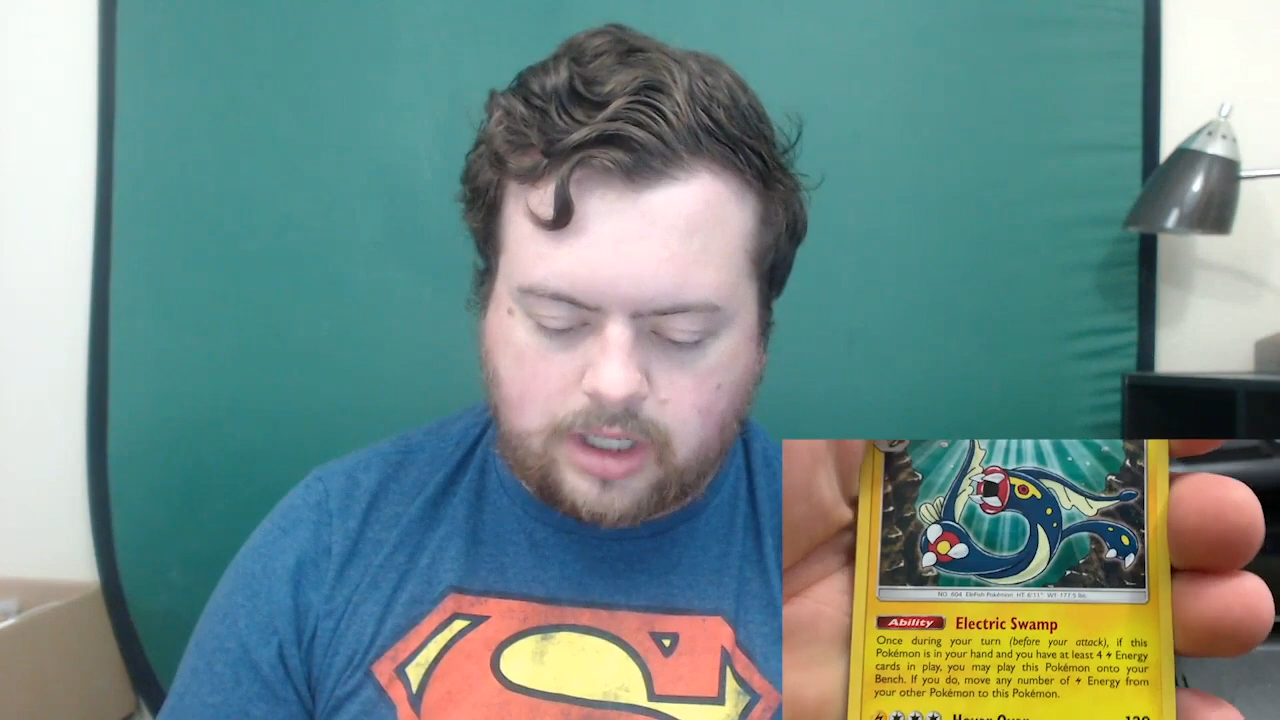 NO. 604 EleFish Pokémon HT: 6'11" WT: 177.5 lbs.
Ability Electric Swamp
Once during your turn (before your attack), if this
Pokémon is in your hand and you have at least 4 Energy
cards in play, you may play this Pokémon onto your
Bench. If you do, move any number of Energy from
your other Pokémon to this Pokémon.
Hover Over 120